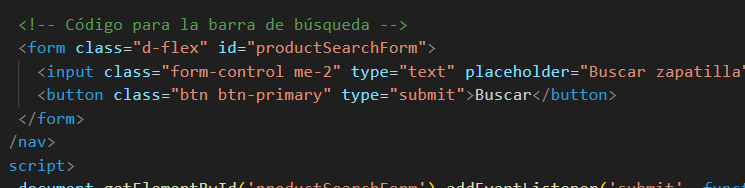 <!-- Código para la barra de búsqueda -->
<form class="d-flex" id="productSearchForm">
<input class="form-control me-2" type="text" placeholder="Buscar zapatilla"
<button class="btn btn-primary" type="submit">Buscar</button>
</form>
/nav>
script>
document.getElementById('productSearchForm').addEventListener('submit', funct